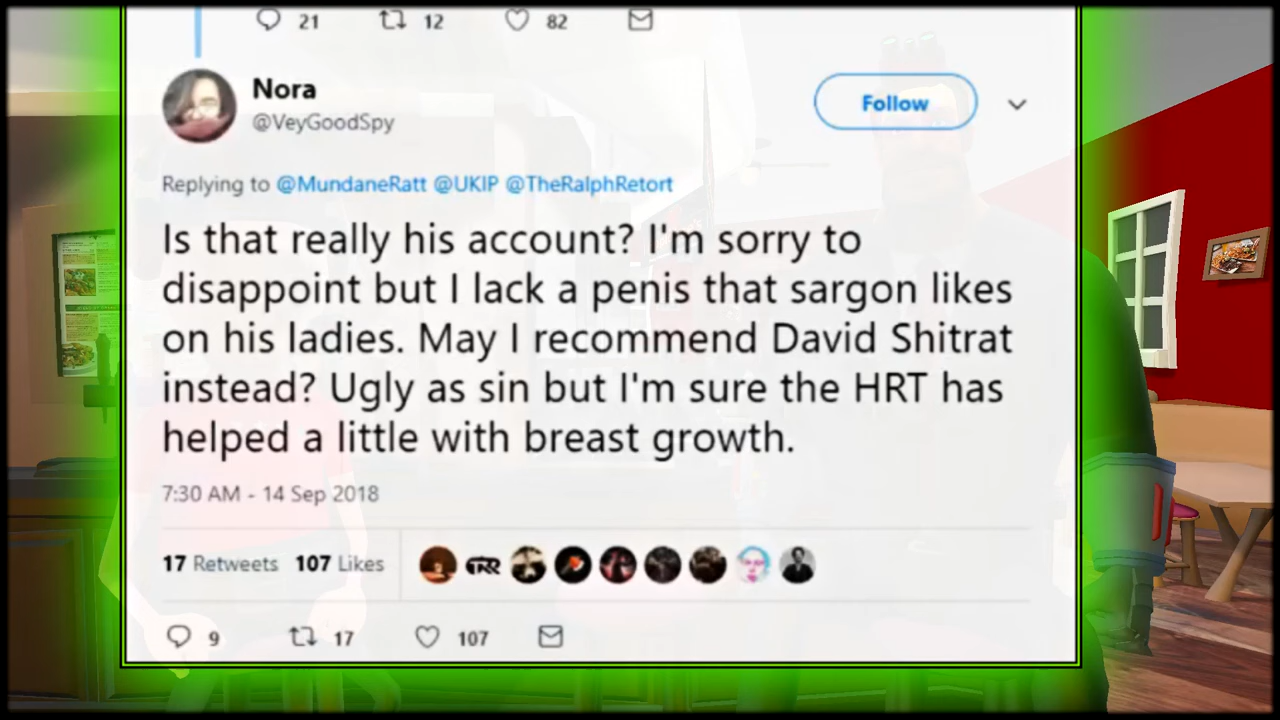 21 12 82
Nora
@VeyGoodSpy
Follow
Replying to @MundaneRatt @UKIP @TheRalphRetort
Is that really his account? I'm sorry to
disappoint but I lack a penis that sargon likes
on his ladies. May I recommend David Shitrat
instead? Ugly as sin but I'm sure the HRT has
helped a little with breast growth.
7:30 AM - 14 Sep 2018
17 Retweets 107 Likes
9 17 107